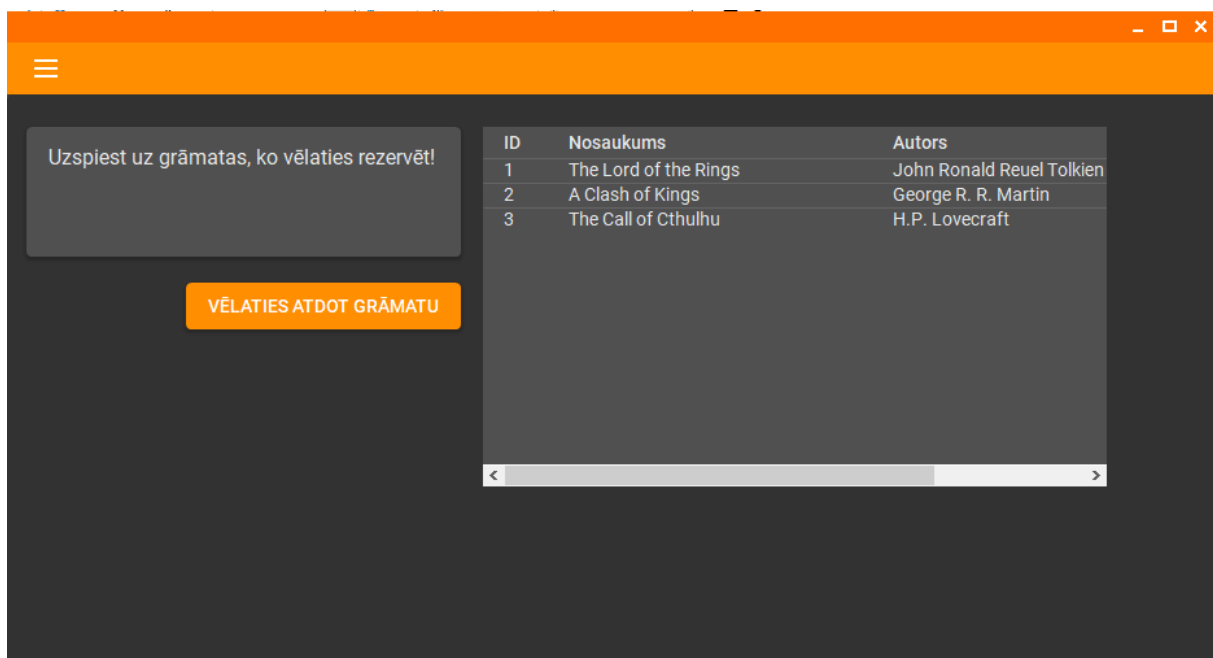 Uzspiest uz grāmatas, ko vēlaties rezervēt!
VĒLATIES ATDOT GRĀMATU
ID Nosaukums Autors
1 The Lord of the Rings John Ronald Reuel Tolkien
2 A Clash of Kings George R. R. Martin
3 The Call of Cthulhu H.P. Lovecraft